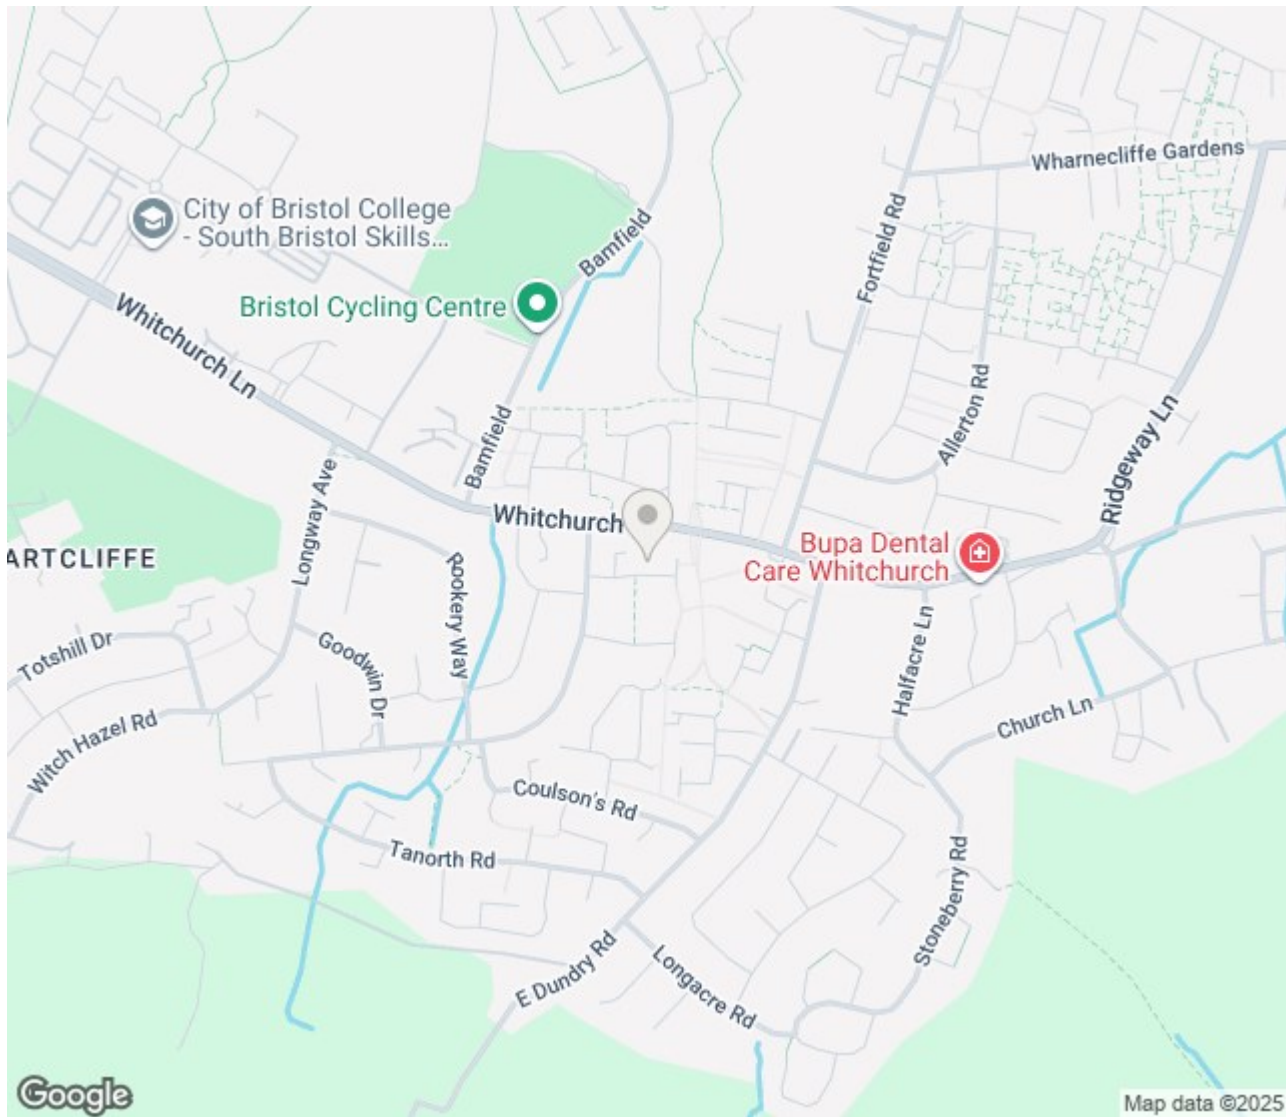 Wharnecliffe Gardens
City of Bristol College
- South Bristol Skills...
Fortfield Rd
Bamfield
Bristol Cycling Centre
Whitchurch Ln
Allerton Rd
Ridgeway Ln
Bamfield
Longway Ave
Whitchurch
ARTCLIFFE
Bupa Dental
Care Whitchurch
Rookery Way
Totshill Dr
Goodwin Dr
Halfacre Ln
Church Ln
Witch Hazel Rd
Coulson's Rd
Tanorth Rd
Stoneberry Rd
E Dundry Rd
Longacre Rd
Google
Map data ©2025